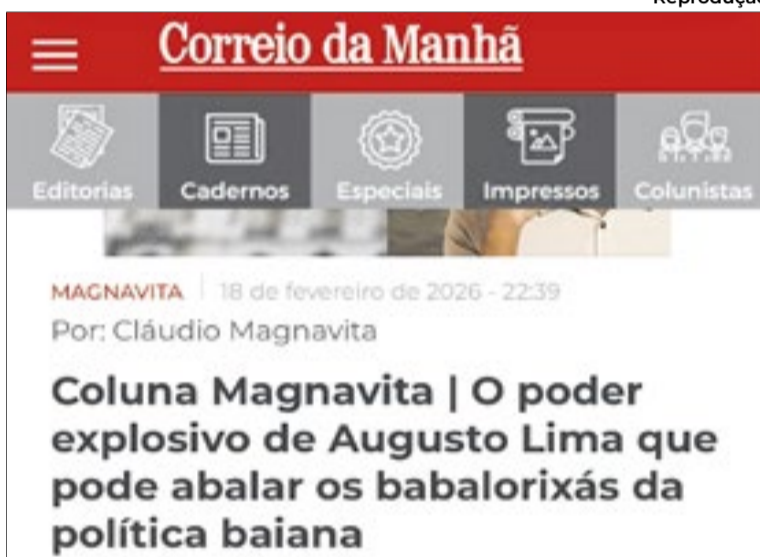 Correio da Manhã
Editorias Cadernos Especiais Impressos Colunistas
MAGNAVITA | 18 de fevereiro de 2026 - 22:39
Por: Cláudio Magnavita
Coluna Magnavita | O poder
explosivo de Augusto Lima que
pode abalar os babalorixás da
política baiana